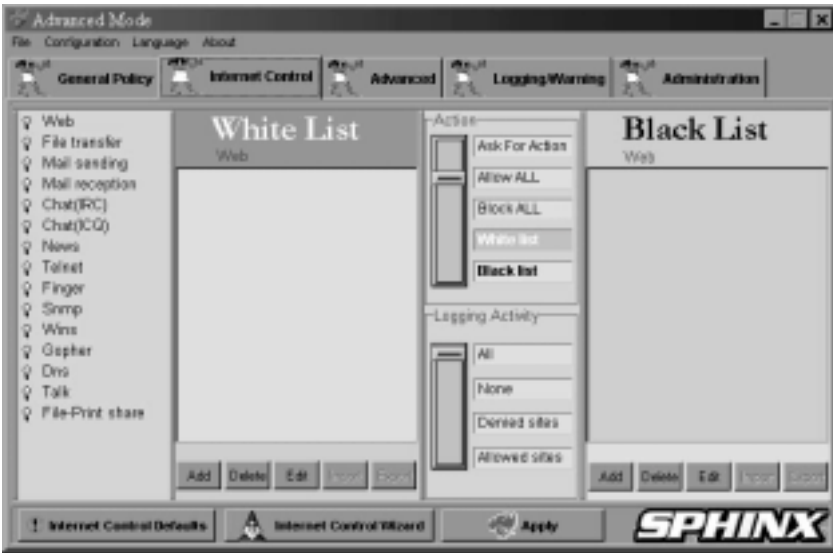 Advanced Mode
File Configuration Language About
General Policy Internet Control Advanced Logging/Warning Administration
Web
File transfer
Mail sending
Mail reception
Chat(IRC)
Chat(ICQ)
News
Telnet
Finger
Snmp
Wins
Gopher
Dns
Talk
File-Print share
White List
Web
Add Delete Edit Import Export
Action
Ask For Action
Allow ALL
Block ALL
White list
Black list
Logging Activity
All
None
Denied sites
Allowed sites
Black List
Web
Add Delete Edit Import Export
! Internet Control Defaults Internet Control Wizard Apply
SPHINX